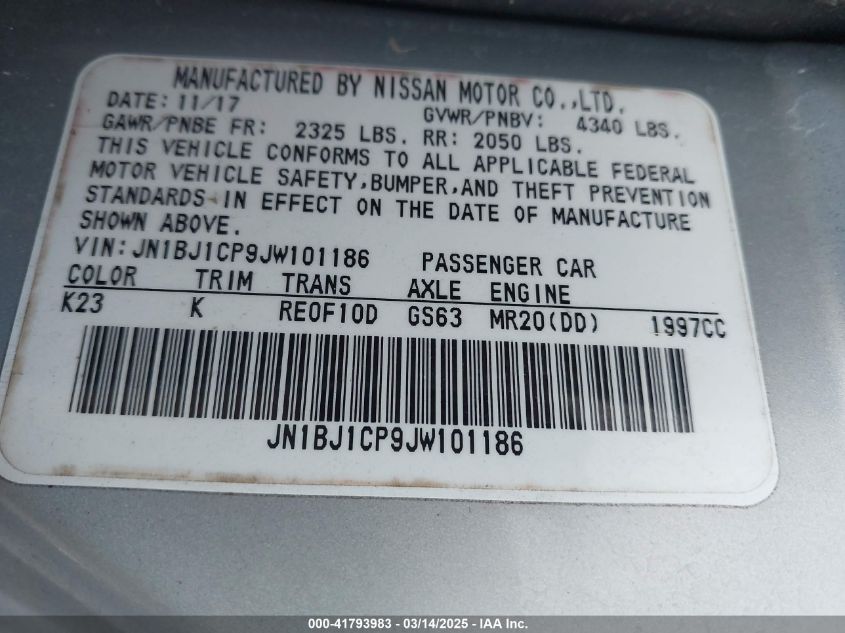 MANUFACTURED BY NISSAN MOTOR CO.,LTD.
DATE: 11/17 GVWR/PNBV: 4340 LBS.
GAWR/PNBE FR: 2325 LBS. RR: 2050 LBS.
THIS VEHICLE CONFORMS TO ALL APPLICABLE FEDERAL
MOTOR VEHICLE SAFETY,BUMPER,AND THEFT PREVENTION
STANDARDS IN EFFECT ON THE DATE OF MANUFACTURE
SHOWN ABOVE.
VIN:JN1BJ1CP9JW101186 PASSENGER CAR
COLOR TRIM TRANS AXLE ENGINE
K23 K RE0F10D GS63 MR20(DD) 1997CC
JN1BJ1CP9JW101186
000-41793983 - 03/14/2025 - IAA Inc.